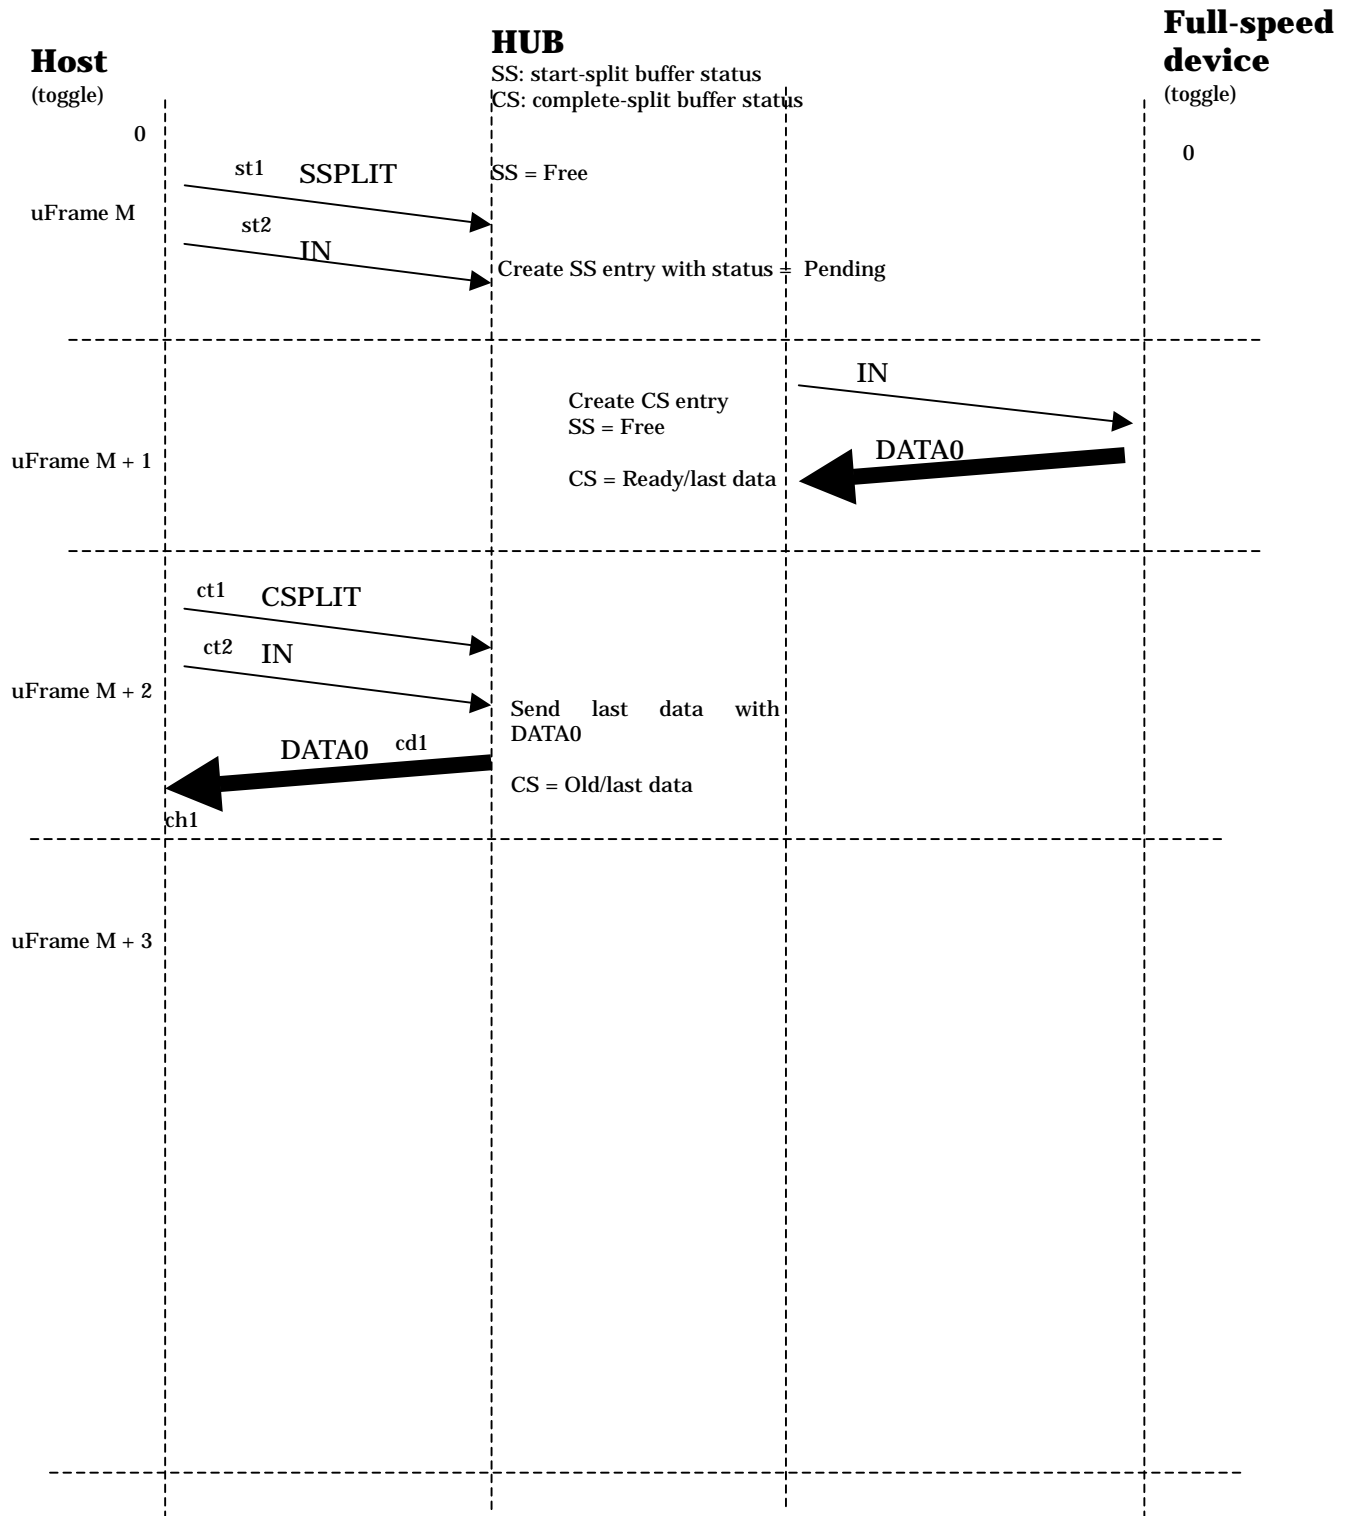 Full-speed
device
(toggle)
HUB
SS: start-split buffer status
CS: complete-split buffer status
Host
(toggle)
0
0
st1 SSPLIT
SS = Free
uFrame M
st2
IN
Create SS entry with status = Pending
IN
Create CS entry
SS = Free
DATA0
uFrame M + 1
CS = Ready/last data
ct1 CSPLIT
ct2 IN
uFrame M + 2
Send last data with
DATA0
DATA0 cd1
CS = Old/last data
ch1
uFrame M + 3